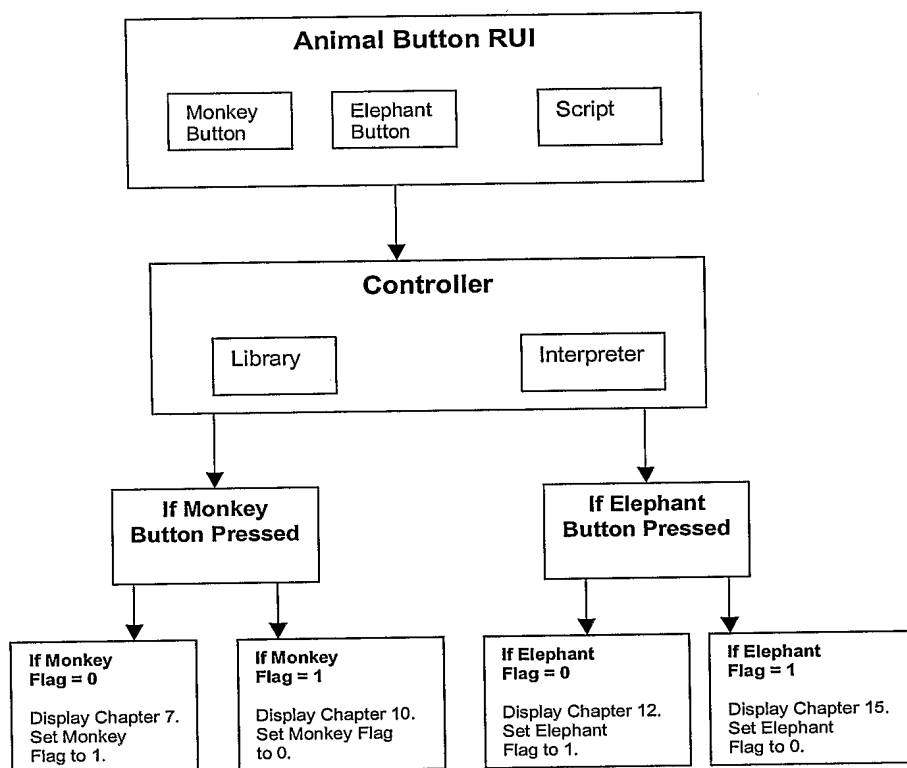 Animal Button RUI
Monkey
Button
Elephant
Button
Script
Controller
Library
Interpreter
If Monkey
Button Pressed
If Elephant
Button Pressed
If Monkey
Flag = 0
Display Chapter 7.
Set Monkey
Flag to 1.
If Monkey
Flag = 1
Display Chapter 10.
Set Monkey Flag
to 0.
If Elephant
Flag = 0
Display Chapter 12.
Set Elephant
Flag to 1.
If Elephant
Flag = 1
Display Chapter 15.
Set Elephant
Flag to 0.